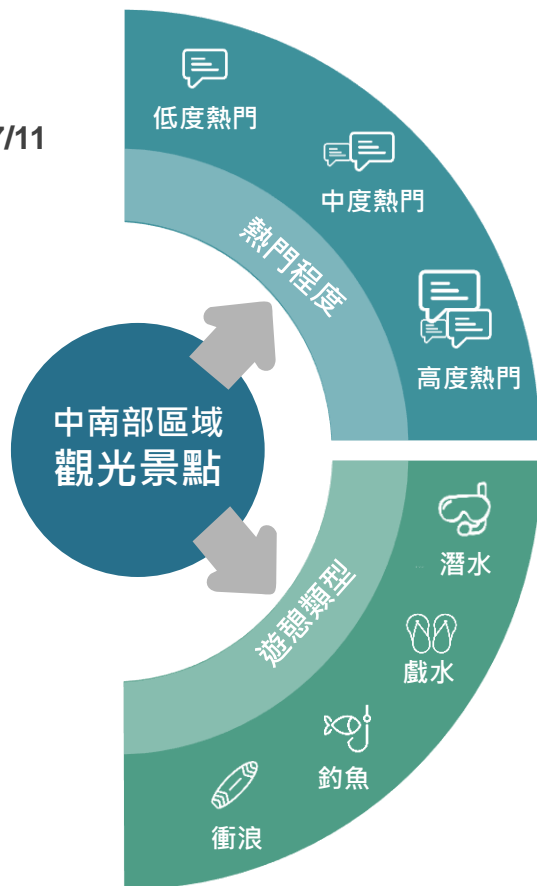 7/11
低度熱門
中度熱門
高度熱門
熱門程度
中南部區域
觀光景點
遊憩類型
潛水
戲水
釣魚
衝浪